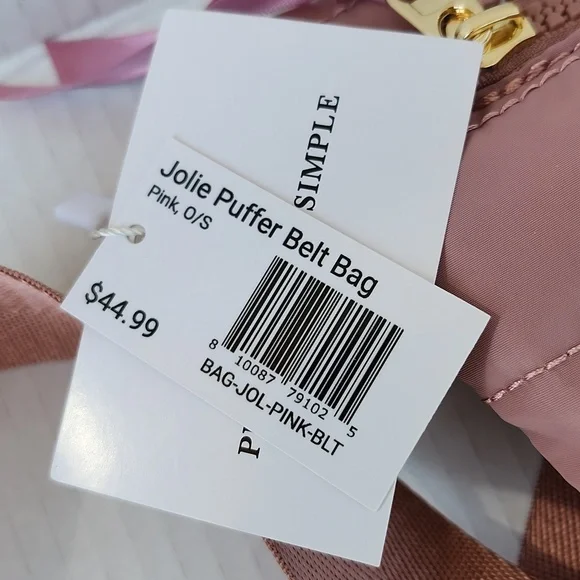 SIMPLE
Jolie Puffer Belt Bag
Pink, O/S
$44.99
8 10087 79102 5
BAG-JOL-PINK-BLT